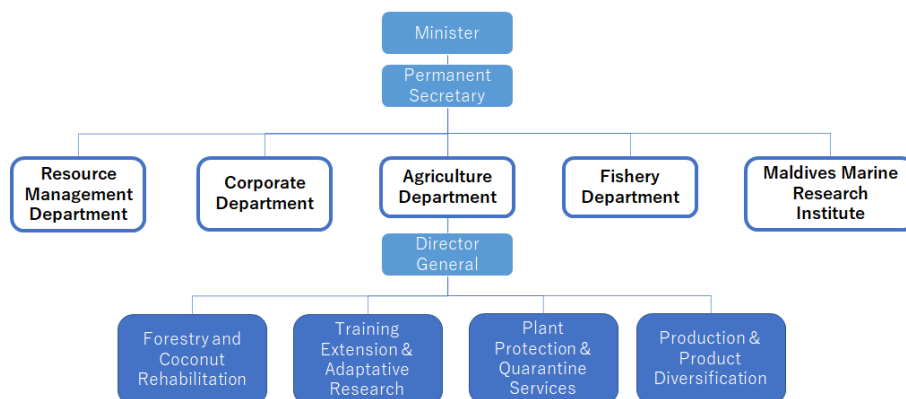 Minister
Permanent
Secretary
Resource
Management
Department
Corporate
Department
Agriculture
Department
Fishery
Department
Maldives Marine
Research
Institute
Director
General
Forestry and
Coconut
Rehabilitation
Training
Extension &
Adaptative
Research
Plant
Protection &
Quarantine
Services
Production &
Product
Diversification